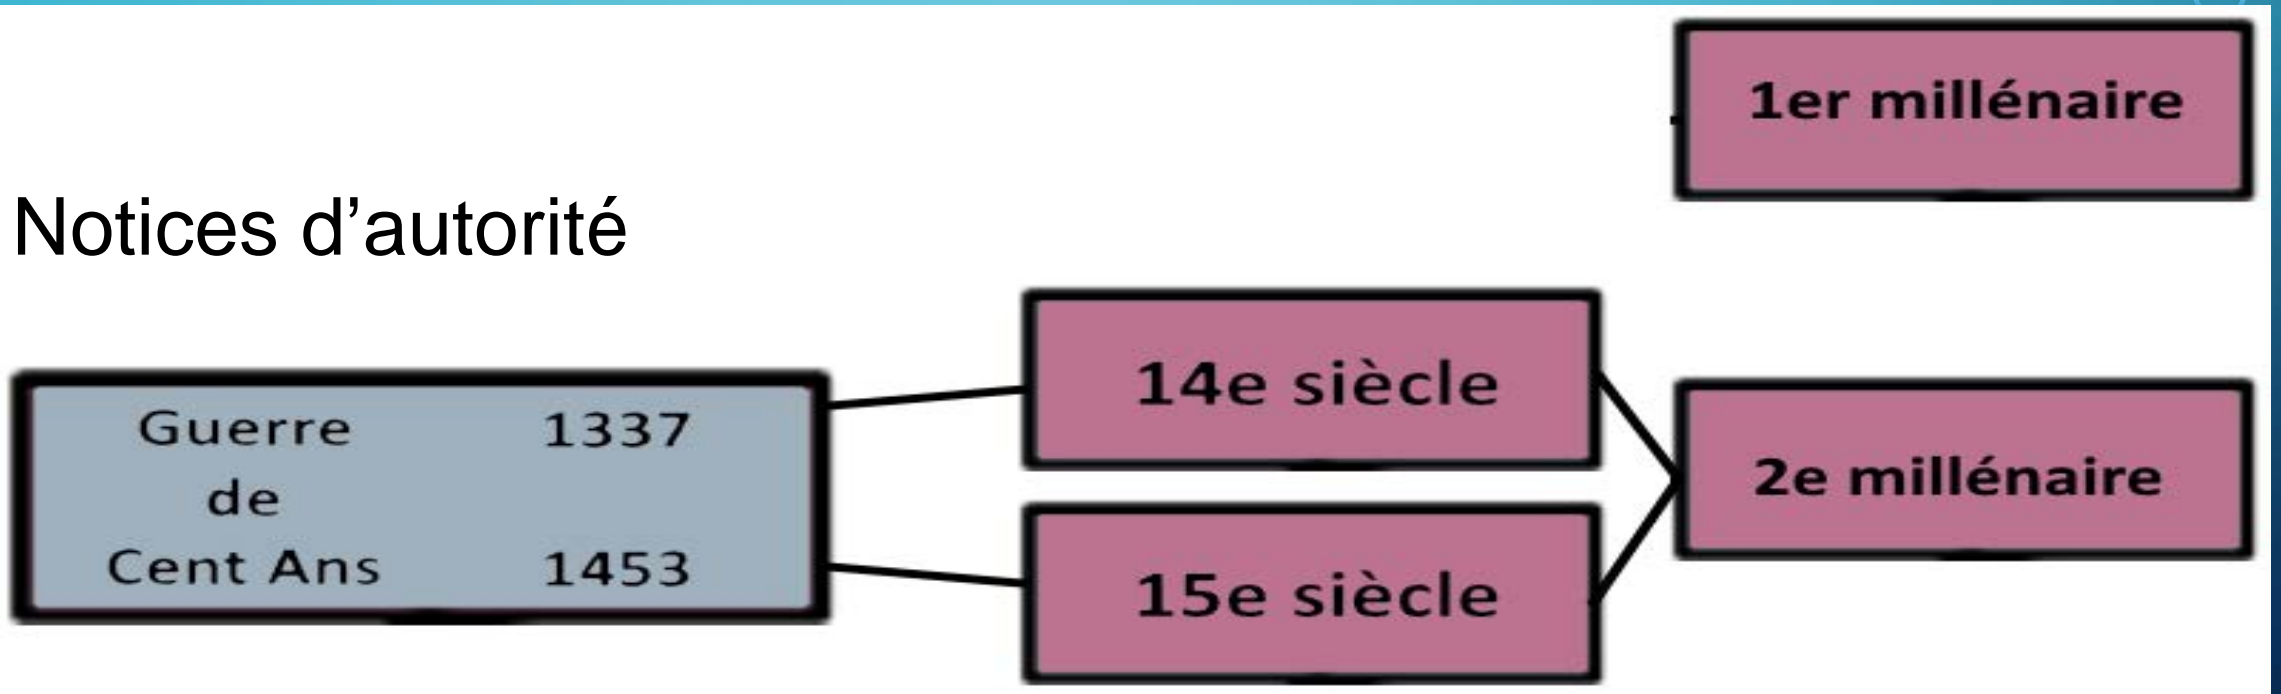 1er millénaire
Notices d’autorité
Guerre 1337
de
Cent Ans 1453
14e siècle
15e siècle
2e millénaire